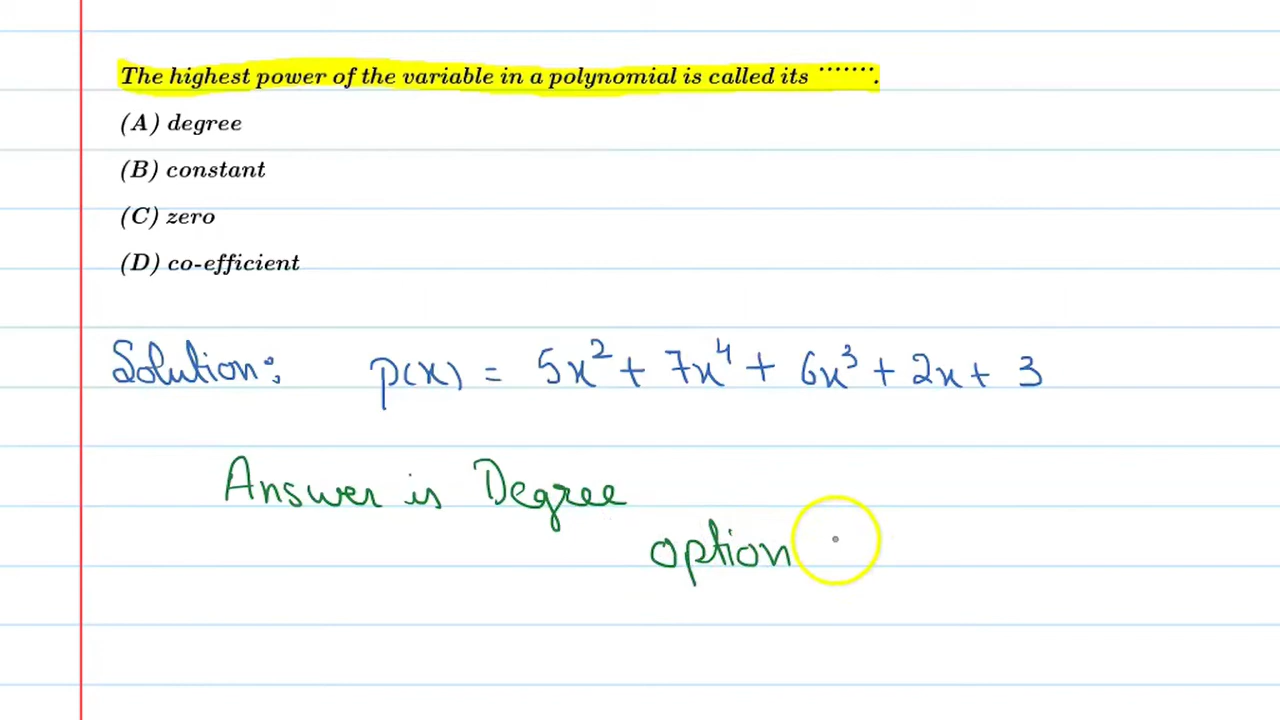 The highest power of the variable in a polynomial is called its ·······.
(A) degree
(B) constant
(C) zero
(D) co-efficient
Solution: p(x) = 5x² + 7x⁴ + 6x³ + 2x + 3
Answer is Degree
option